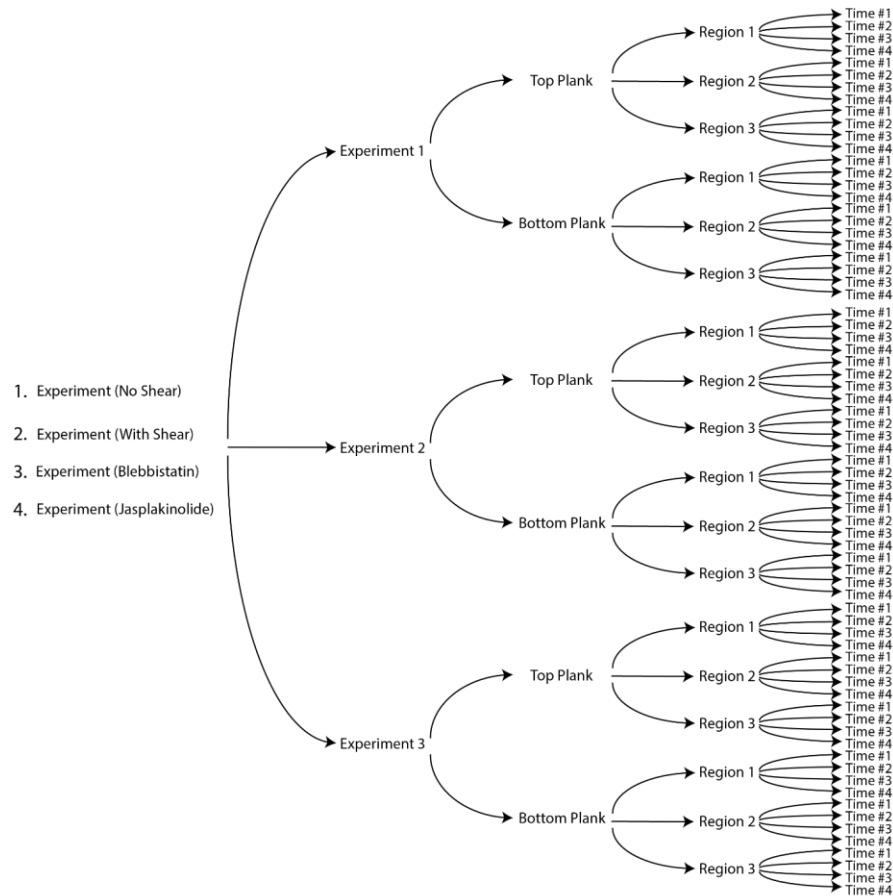 1. Experiment (No Shear)
2. Experiment (With Shear)
3. Experiment (Blebbistatin)
4. Experiment (Jasplakinolide)
Experiment 1
Top Plank
Region 1
Time #1
Time #2
Time #3
Time #4
Region 2
Time #1
Time #2
Time #3
Time #4
Region 3
Time #1
Time #2
Time #3
Time #4
Bottom Plank
Region 1
Time #1
Time #2
Time #3
Time #4
Region 2
Time #1
Time #2
Time #3
Time #4
Region 3
Time #1
Time #2
Time #3
Time #4
Experiment 2
Top Plank
Region 1
Time #1
Time #2
Time #3
Time #4
Region 2
Time #1
Time #2
Time #3
Time #4
Region 3
Time #1
Time #2
Time #3
Time #4
Bottom Plank
Region 1
Time #1
Time #2
Time #3
Time #4
Region 2
Time #1
Time #2
Time #3
Time #4
Region 3
Time #1
Time #2
Time #3
Time #4
Experiment 3
Top Plank
Region 1
Time #1
Time #2
Time #3
Time #4
Region 2
Time #1
Time #2
Time #3
Time #4
Region 3
Time #1
Time #2
Time #3
Time #4
Bottom Plank
Region 1
Time #1
Time #2
Time #3
Time #4
Region 2
Time #1
Time #2
Time #3
Time #4
Region 3
Time #1
Time #2
Time #3
Time #4